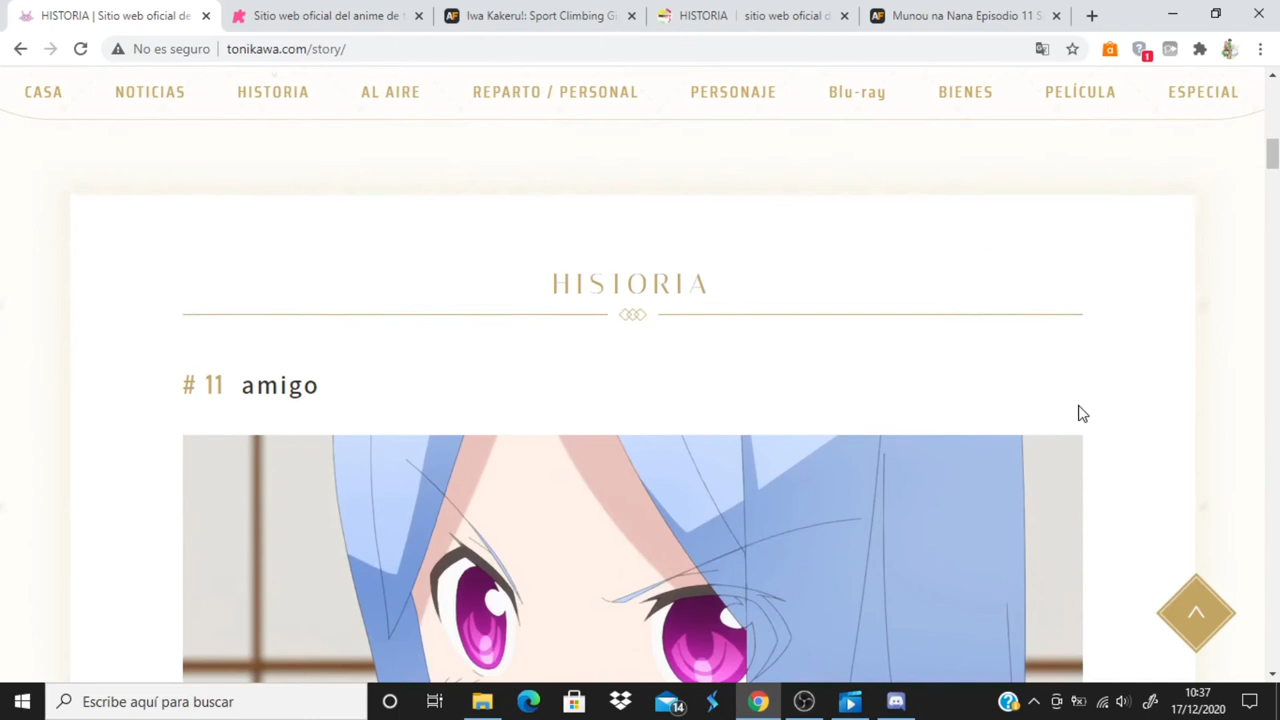 HISTORIA | Sitio web oficial de
Sitio web oficial del anime de
Iwa Kakeru!: Sport Climbing G
HISTORIA | sitio web oficial d
Munou na Nana Episodio 11 S
No es seguro tonikawa.com/story/
1
CASA NOTICIAS HISTORIA AL AIRE REPARTO / PERSONAL PERSONAJE Blu-ray BIENES PELÍCULA ESPECIAL
HISTORIA
# 11 amigo
Escribe aquí para buscar
14
10:37
17/12/2020